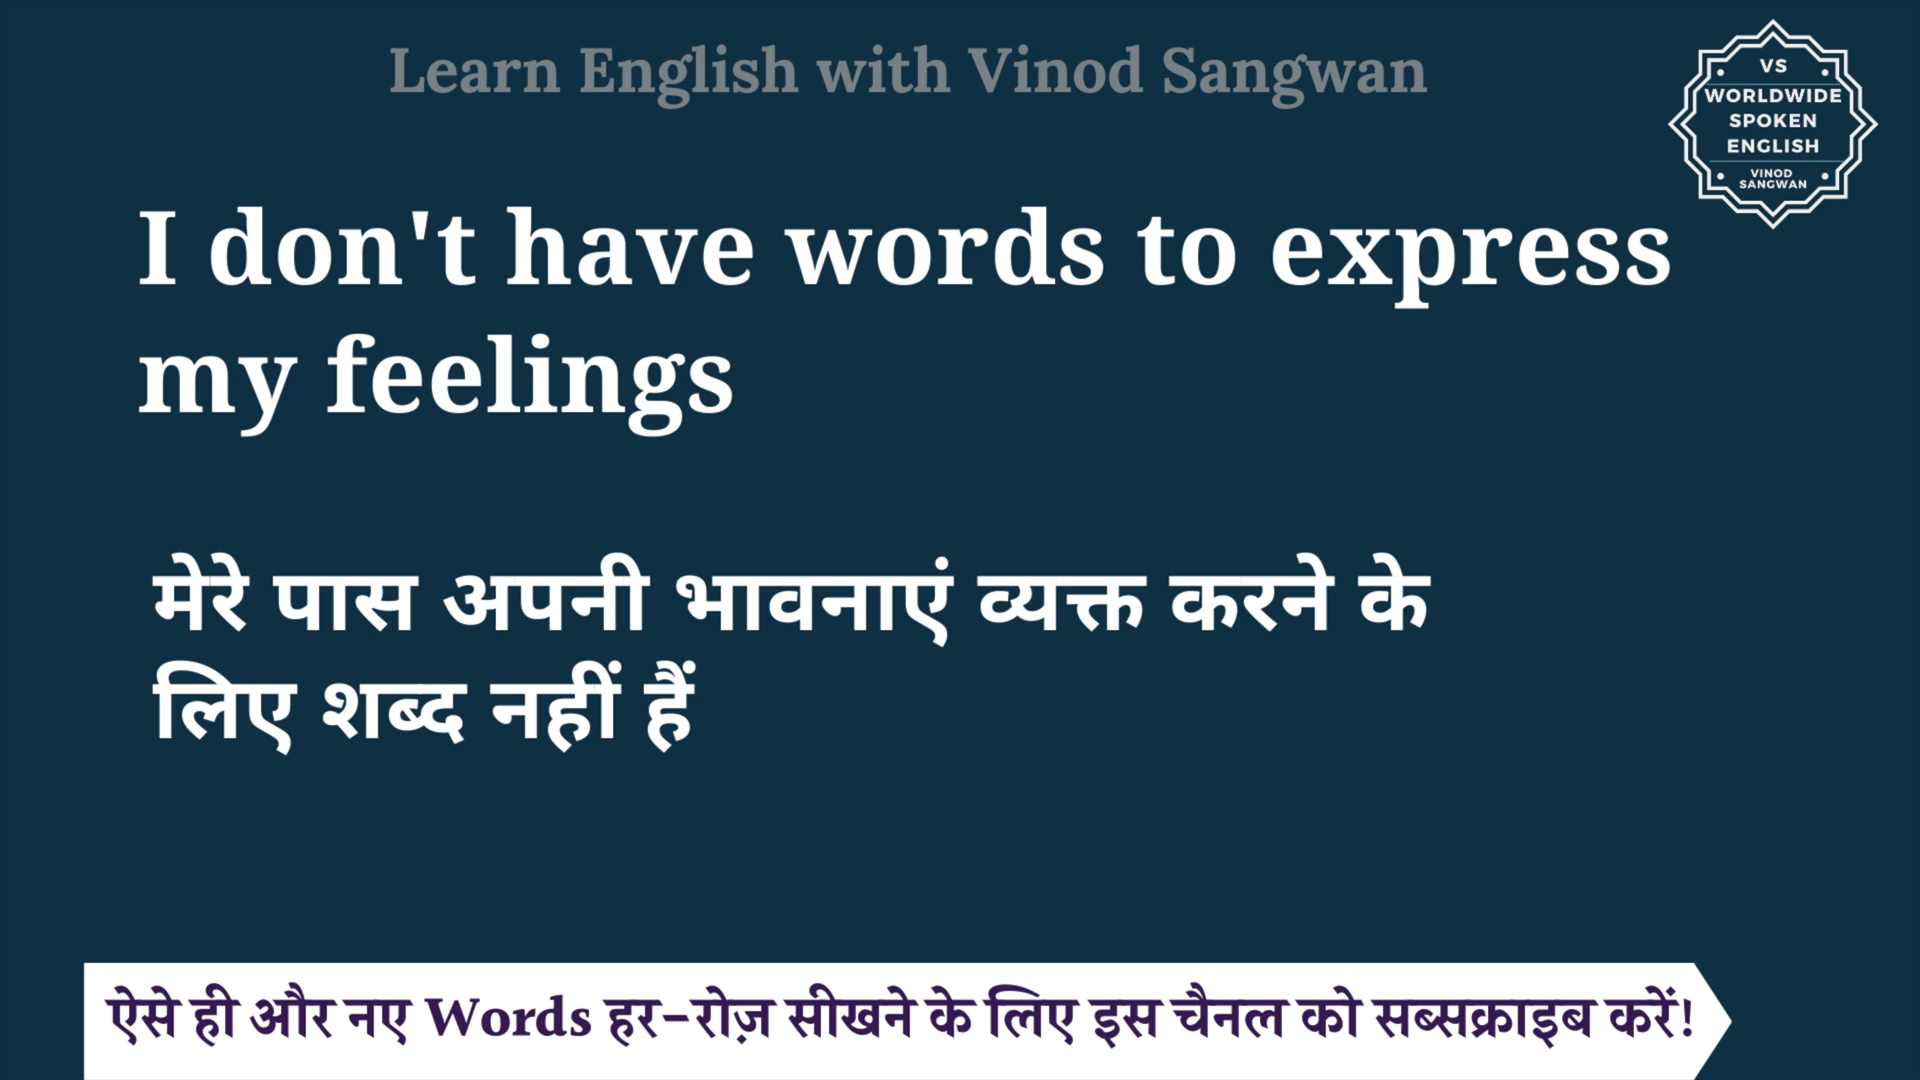 Learn English with Vinod Sangwan
VS
WORLDWIDE
SPOKEN
ENGLISH
VINOD
SANGWAN
I don't have words to express
my feelings
मेरे पास अपनी भावनाएं व्यक्त करने के
लिए शब्द नहीं हैं
ऐसे ही और नए Words हर-रोज़ सीखने के लिए इस चैनल को सब्सक्राइब करें!